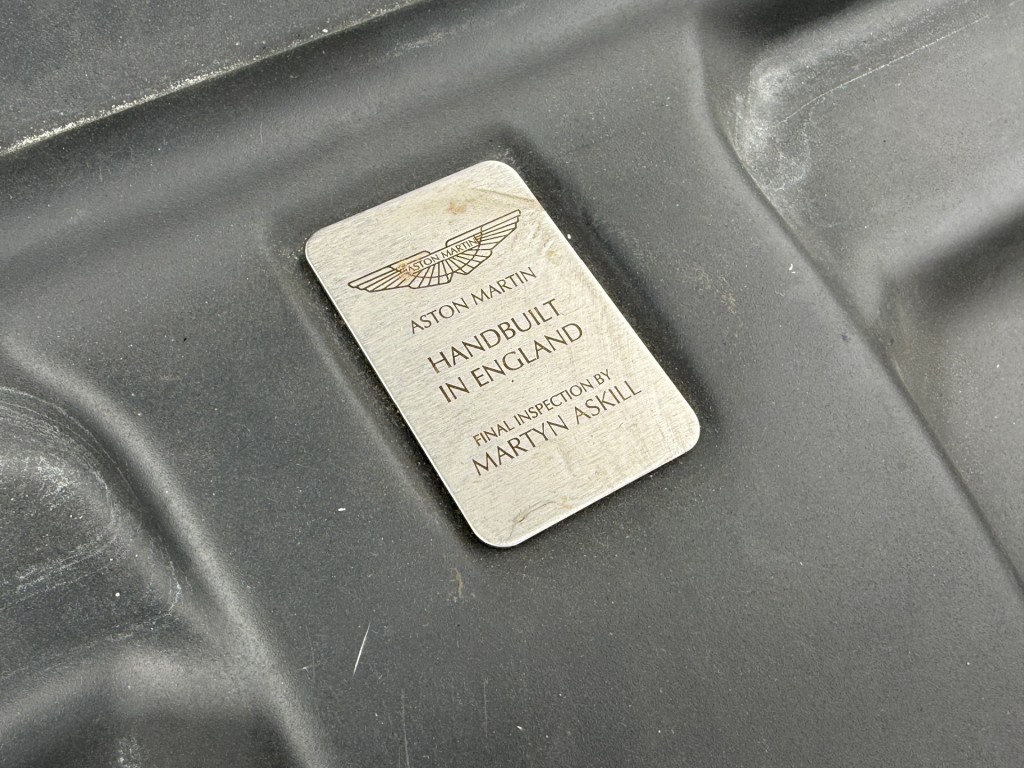 ASTON MARTIN
ASTON MARTIN
HANDBUILT
IN ENGLAND
FINAL INSPECTION BY
MARTYN ASKILL